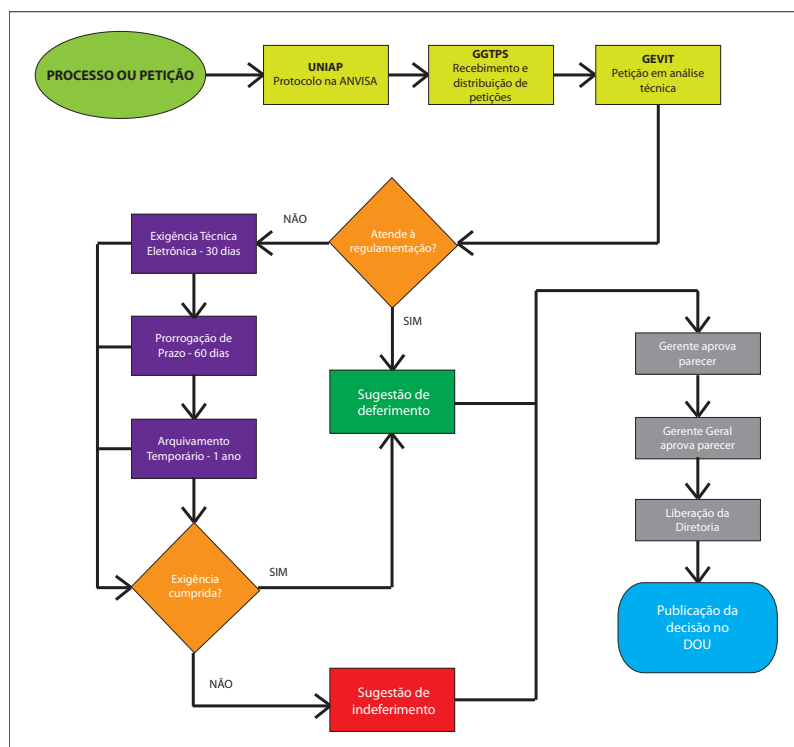 PROCESSO OU PETIÇÃO
UNIAP
Protocolo na ANVISA
GGTPS
Recebimento e
distribuição de
petições
GEVIT
Petição em análise
técnica
Atende à
regulamentação?
NÃO
SIM
Exigência Técnica
Eletrônica - 30 dias
Prorrogação de
Prazo - 60 dias
Arquivamento
Temporário - 1 ano
Exigência
cumprida?
SIM
NÃO
Sugestão de
deferimento
Sugestão de
indeferimento
Gerente aprova
parecer
Gerente Geral
aprova parecer
Liberação da
Diretoria
Publicação da
decisão no
DOU